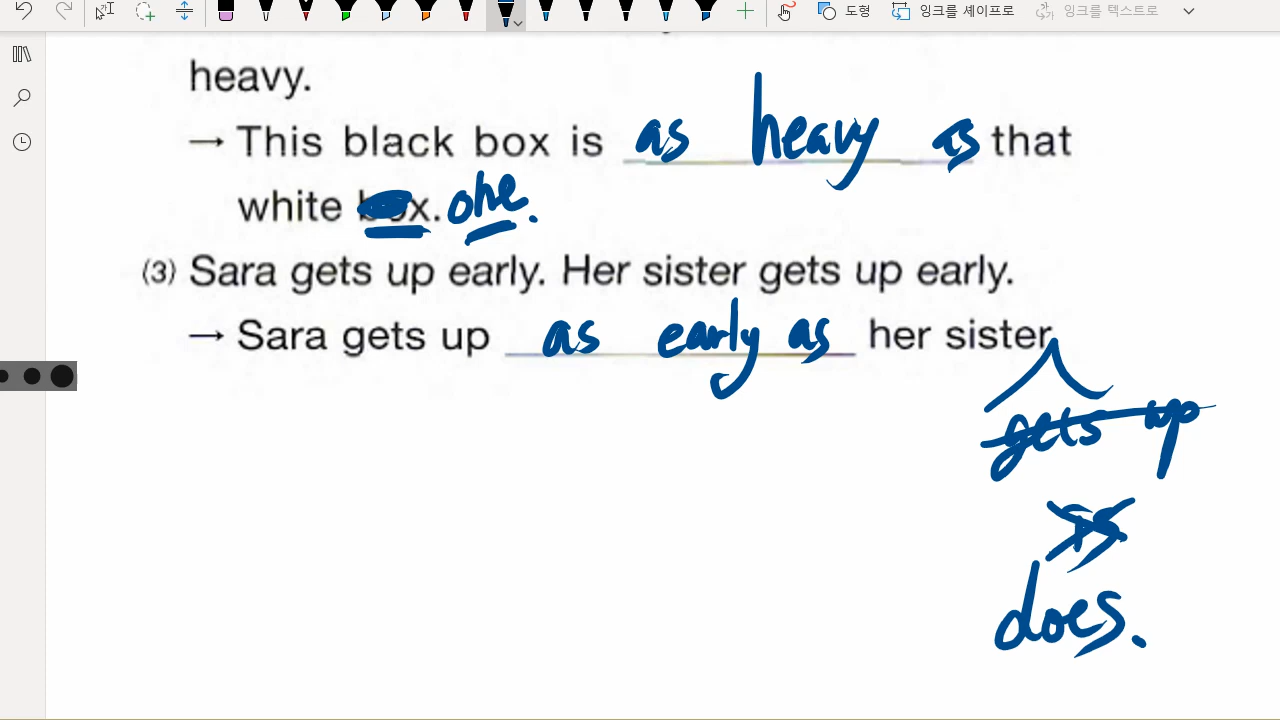 도형 잉크를 셰이프로 잉크를 텍스트로
heavy.
→ This black box is as heavy as that
white box. one.
(3) Sara gets up early. Her sister gets up early.
→ Sara gets up as early as her sister
gets up
is
does.